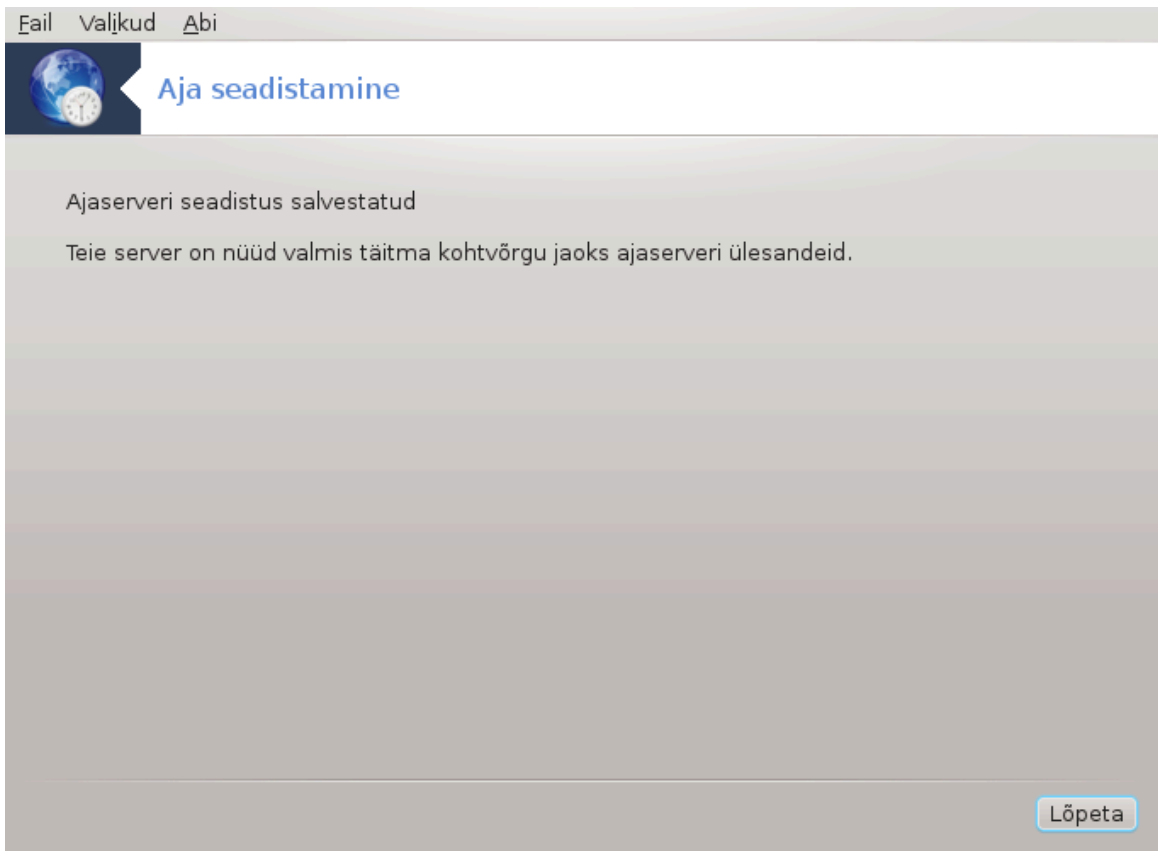 Fail Valikud Abi
Aja seadistamine
Ajaserveri seadistus salvestatud
Teie server on nüüd valmis täitma kohtvõrgu jaoks ajaserveri ülesandeid.
Lõpeta